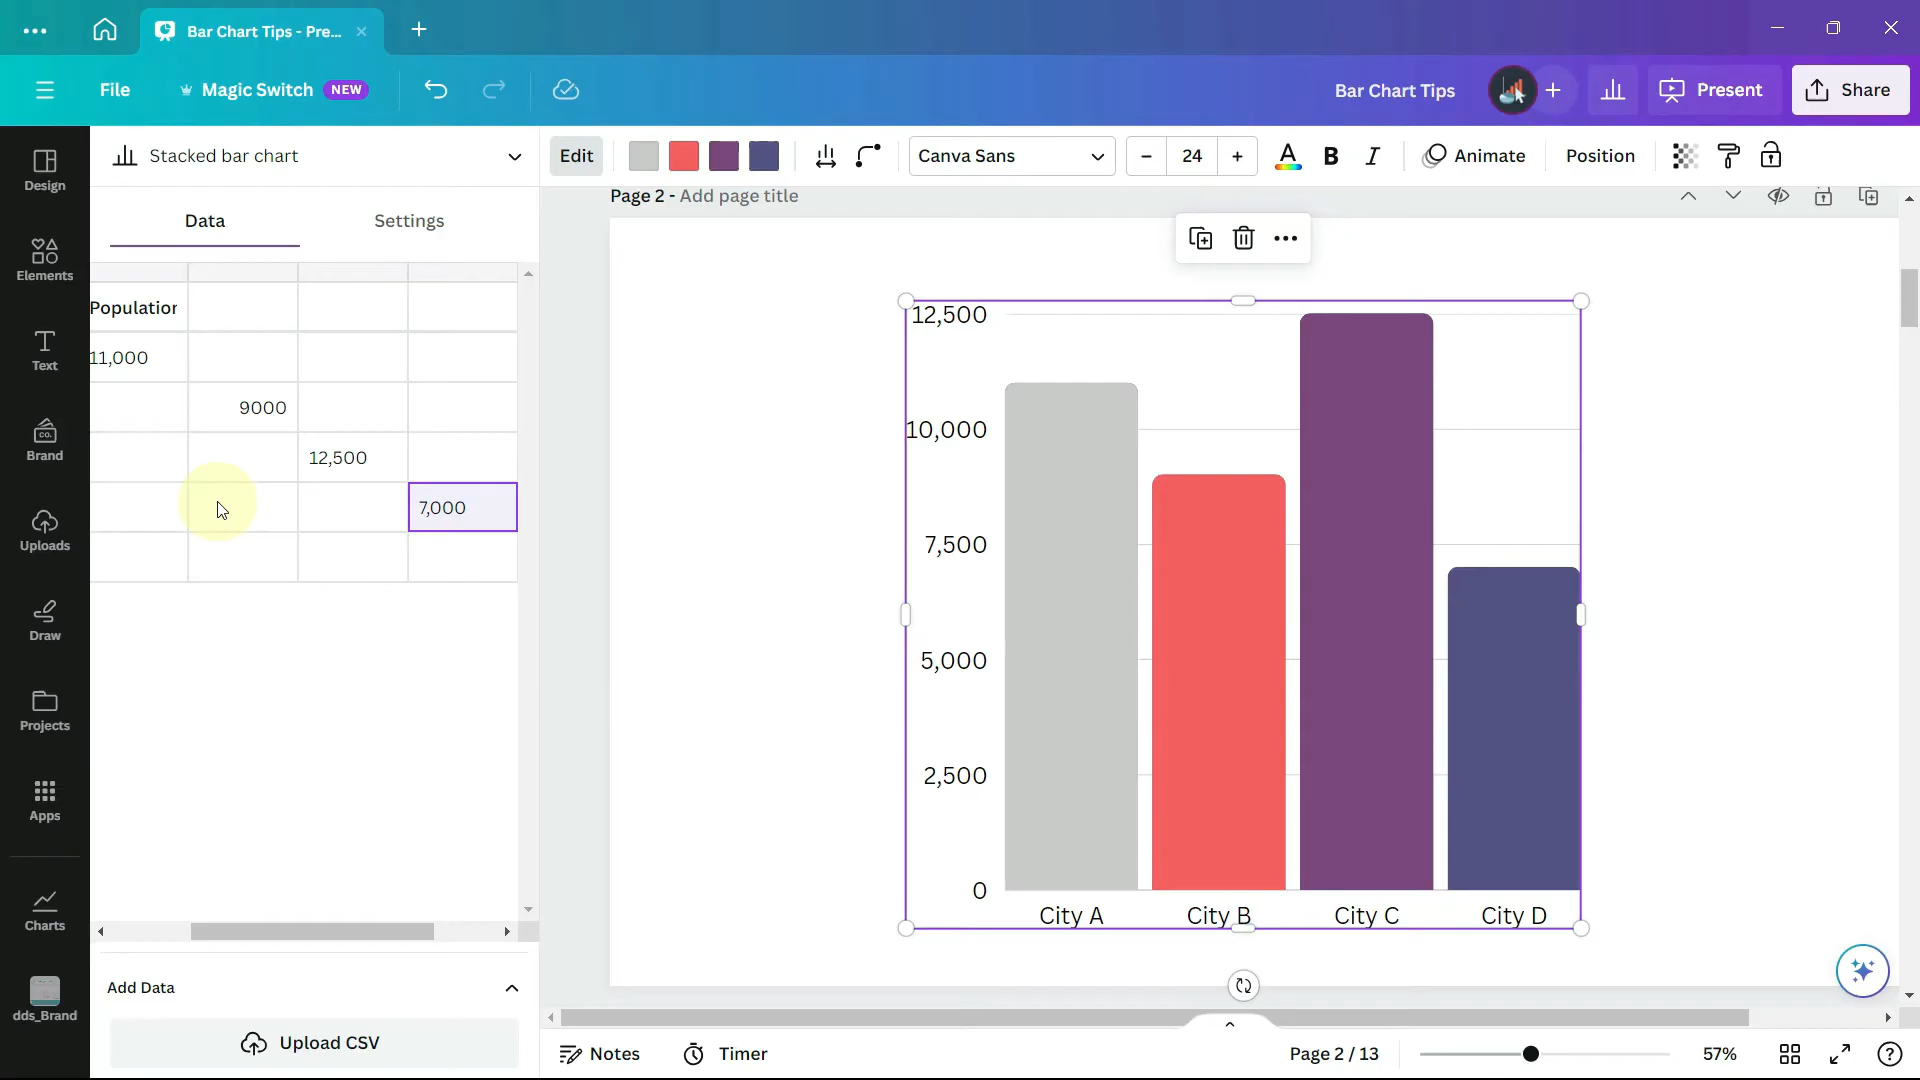 Bar Chart Tips - Pre...
File
Magic Switch NEW
Bar Chart Tips
Present
Share
Design
Elements
Text
Brand
CO.
Uploads
Draw
Projects
Apps
Charts
dds_Brand
Stacked bar chart
Data
Settings
Population
11,000
9000
12,500
7,000
Add Data
Upload CSV
Edit
Canva Sans
24
A
B
I
Animate
Position
Page 2 - Add page title
12,500
10,000
7,500
5,000
2,500
0
City A
City B
City C
City D
Notes
Timer
Page 2 / 13
57%